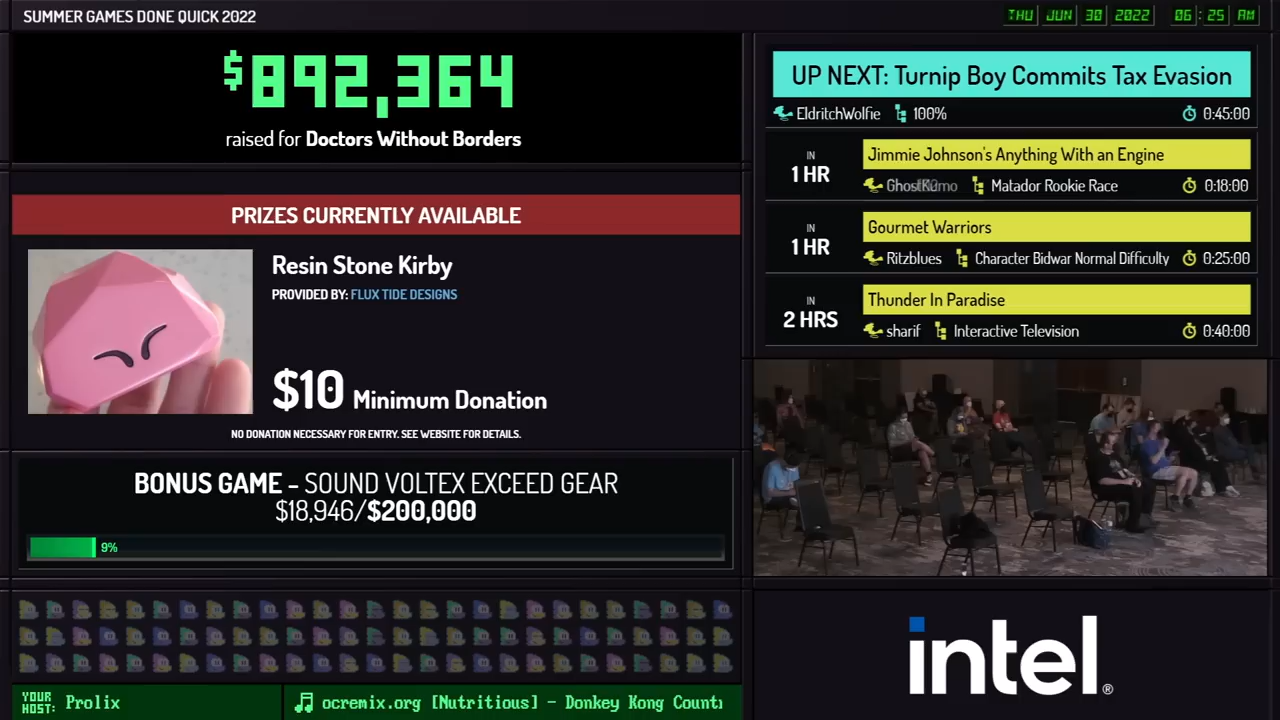 SUMMER GAMES DONE QUICK 2022
THU JUN 30 2022 06:25 AM
$892,364
raised for Doctors Without Borders
PRIZES CURRENTLY AVAILABLE
Resin Stone Kirby
PROVIDED BY: FLUX TIDE DESIGNS
$10 Minimum Donation
NO DONATION NECESSARY FOR ENTRY. SEE WEBSITE FOR DETAILS.
BONUS GAME – SOUND VOLTEX EXCEED GEAR
$18,946/$200,000
9%
YOUR HOST: Prolix
ocremix.org [Nutritious] - Donkey Kong Count
UP NEXT: Turnip Boy Commits Tax Evasion
EldritchWolfie 100% 0:45:00
IN 1 HR
Jimmie Johnson's Anything With an Engine
Matador Rookie Race 0:18:00
IN 1 HR
Gourmet Warriors
Ritzblues Character Bidwar Normal Difficulty 0:25:00
IN 2 HRS
Thunder In Paradise
sharif Interactive Television 0:40:00
intel®